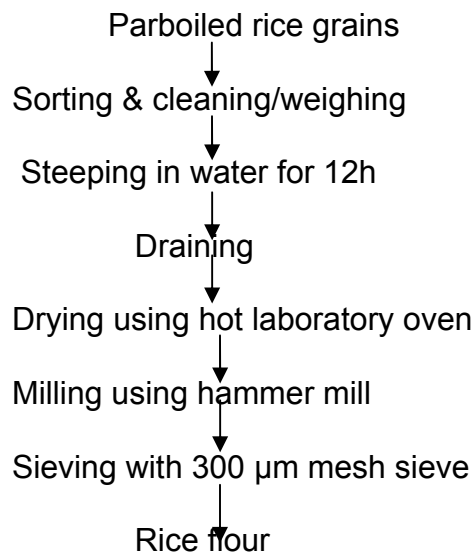 Parboiled rice grains
Sorting & cleaning/weighing
Steeping in water for 12h
Draining
Drying using hot laboratory oven
Milling using hammer mill
Sieving with 300 µm mesh sieve
Rice flour